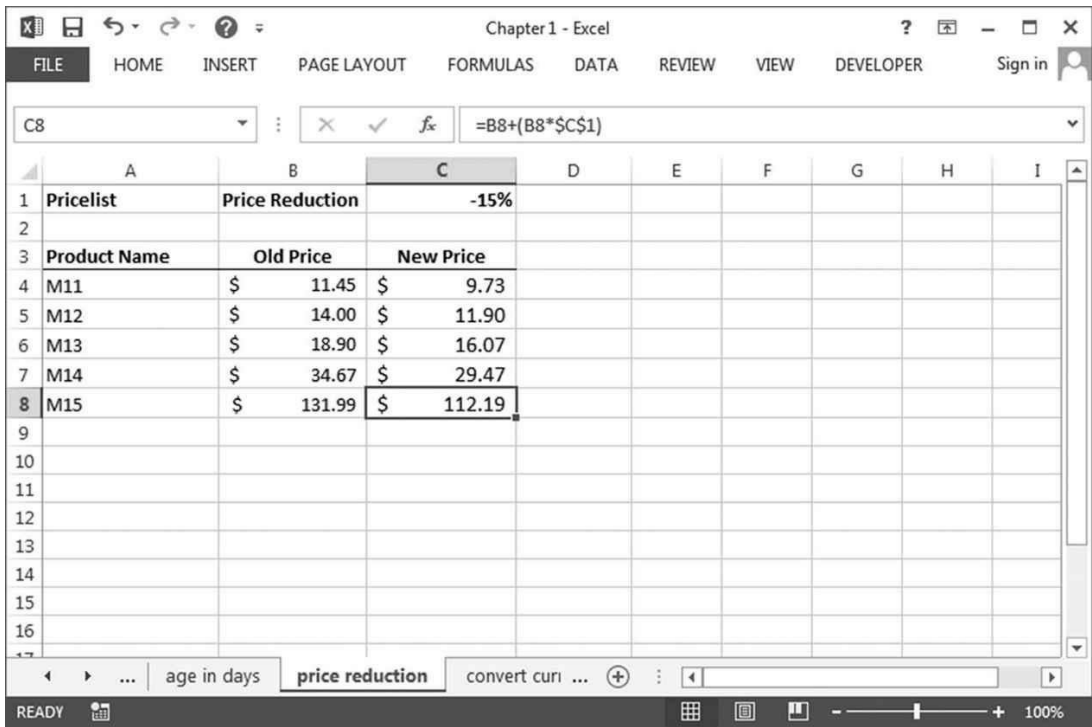 Chapter 1 - Excel
FILE HOME INSERT PAGE LAYOUT FORMULAS DATA REVIEW VIEW DEVELOPER Sign in
C8 fx =B8+(B8*$C$1)
A B C D E F G H I
1 Pricelist Price Reduction -15%
2
3 Product Name Old Price New Price
4 M11 $ 11.45 $ 9.73
5 M12 $ 14.00 $ 11.90
6 M13 $ 18.90 $ 16.07
7 M14 $ 34.67 $ 29.47
8 M15 $ 131.99 $ 112.19
9
10
11
12
13
14
15
16
... age in days price reduction convert curr ...
READY 100%